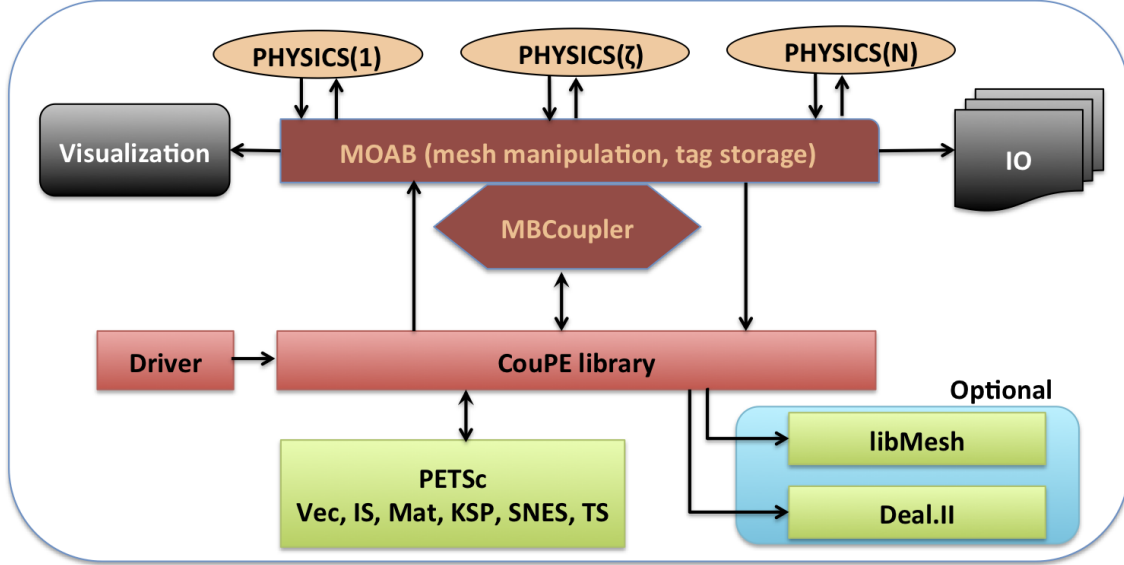 PHYSICS(1)
PHYSICS(ζ)
PHYSICS(N)
Visualization
MOAB (mesh manipulation, tag storage)
IO
MBCoupler
Driver
CouPE library
Optional
libMesh
PETSc
Vec, IS, Mat, KSP, SNES, TS
Deal.II